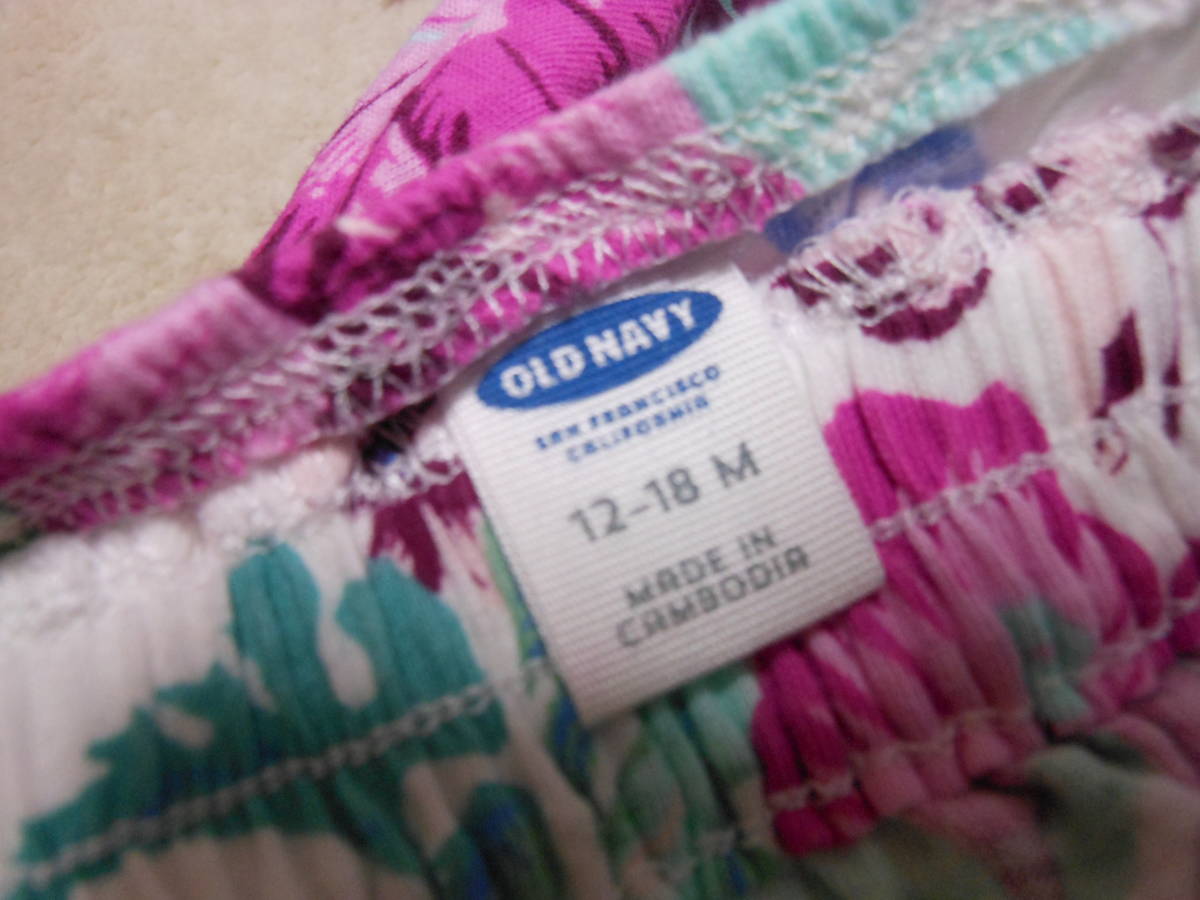 OLD NAVY
SAN FRANCISCO
CALIFORNIA
12-18 M
MADE IN
CAMBODIA